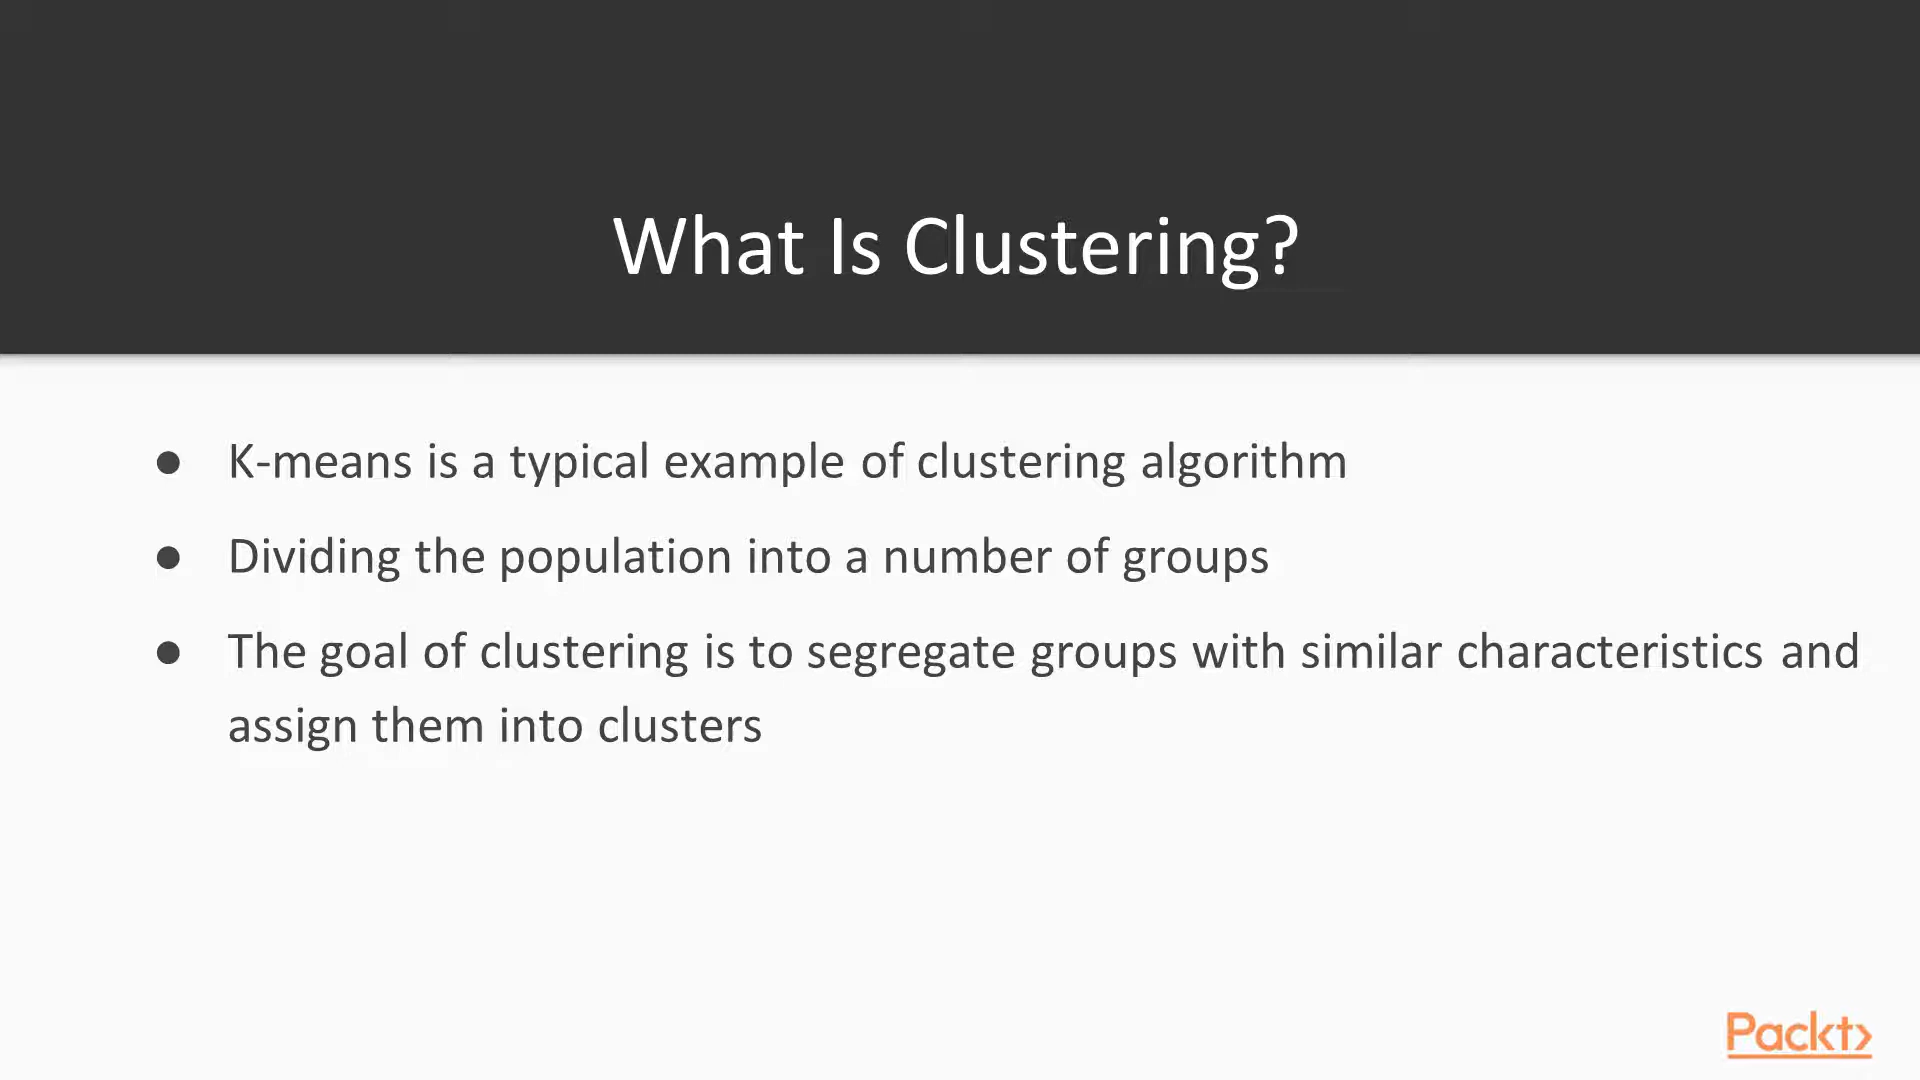 What Is Clustering?
● K-means is a typical example of clustering algorithm
● Dividing the population into a number of groups
● The goal of clustering is to segregate groups with similar characteristics and
assign them into clusters
Packt>